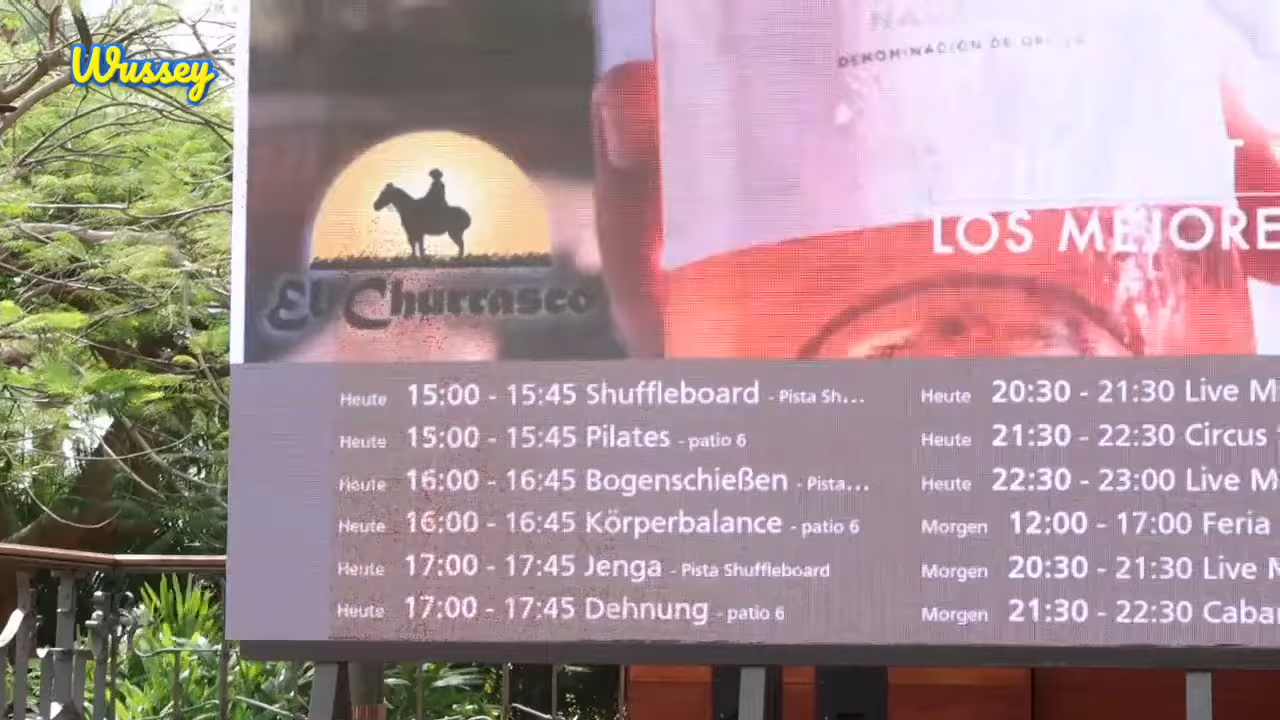 Wussey
DENOMINACIÓN DE ORIGEN
LOS MEJORE
El Churrasco
Heute 15:00 - 15:45 Shuffleboard - Pista Sh...
Heute 15:00 - 15:45 Pilates - patio 6
Heute 16:00 - 16:45 Bogenschießen - Pista...
Heute 16:00 - 16:45 Körperbalance - patio 6
Heute 17:00 - 17:45 Jenga - Pista Shuffleboard
Heute 17:00 - 17:45 Dehnung - patio 6
Heute 20:30 - 21:30 Live M
Heute 21:30 - 22:30 Circus
Heute 22:30 - 23:00 Live M
Morgen 12:00 - 17:00 Feria
Morgen 20:30 - 21:30 Live M
Morgen 21:30 - 22:30 Cabar